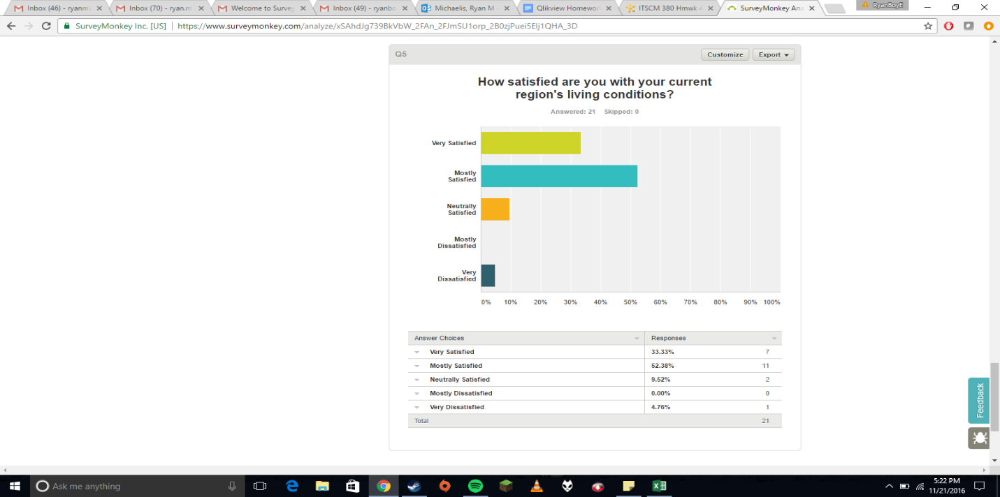 Inbox (46) - ryanma
Inbox (70) - ryan.m
Welcome to Survey
Inbox (49) - ryanbo
Michaelis, Ryan M
Qlikview Homewor
ITSCM 380 Hmwk 4
SurveyMonkey Ana
RyanBoyE
SurveyMonkey Inc. [US]
https://www.surveymonkey.com/analyze/xSAhdJg739BkVbW_2FAn_2FJmSU1orp_2B0zjPuei5EIj1QHA_3D
Q5
Customize
Export
How satisfied are you with your current
region's living conditions?
Answered: 21 Skipped: 0
Very Satisfied
Mostly
Satisfied
Neutrally
Satisfied
Mostly
Dissatisfied
Very
Dissatisfied
0% 10% 20% 30% 40% 50% 60% 70% 80% 90% 100%
Answer Choices Responses
Very Satisfied 33.33% 7
Mostly Satisfied 52.38% 11
Neutrally Satisfied 9.52% 2
Mostly Dissatisfied 0.00% 0
Very Dissatisfied 4.76% 1
Total 21
Feedback
Ask me anything
5:22 PM
11/21/2016